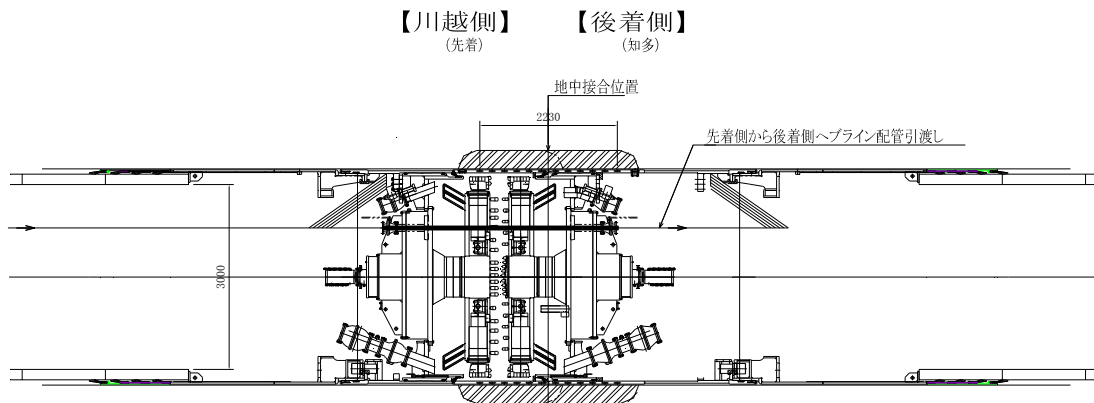 【川越側】 【後着側】
(先着) (知多)
地中接合位置
2230
先着側から後着側へブライン配管引渡し
3000